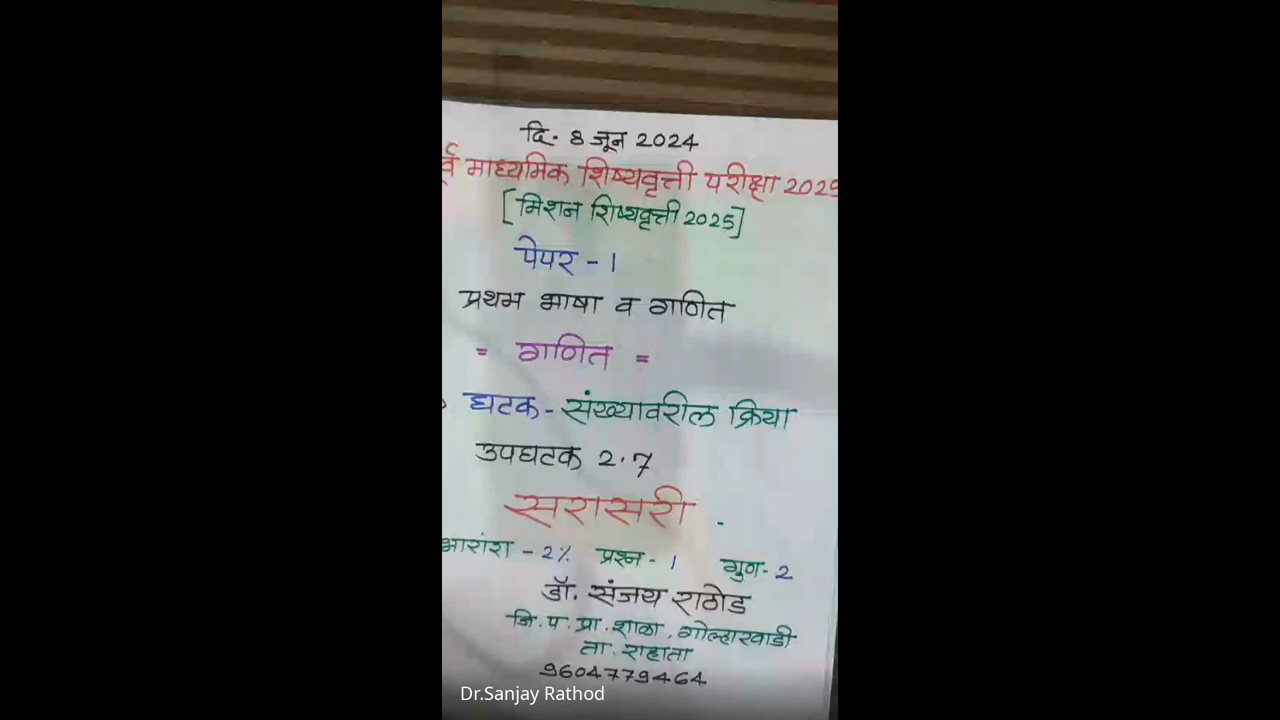 दि. 8 जून 2024
र्व माध्यमिक शिष्यवृत्ती परीक्षा 2025
[मिशन शिष्यवृत्ती 2025]
पेपर - 1
प्रथम भाषा व गणित
= गणित =
घटक - संख्यावरील क्रिया
उपघटक 2.7
सरासरी .
भारांश - 2% प्रश्न - 1 गुण - 2
डॉ. संजय राठोड
जि. प. प्रा. शाळा, गोल्हारवाडी
ता. राहाता
9604779464
Dr.Sanjay Rathod